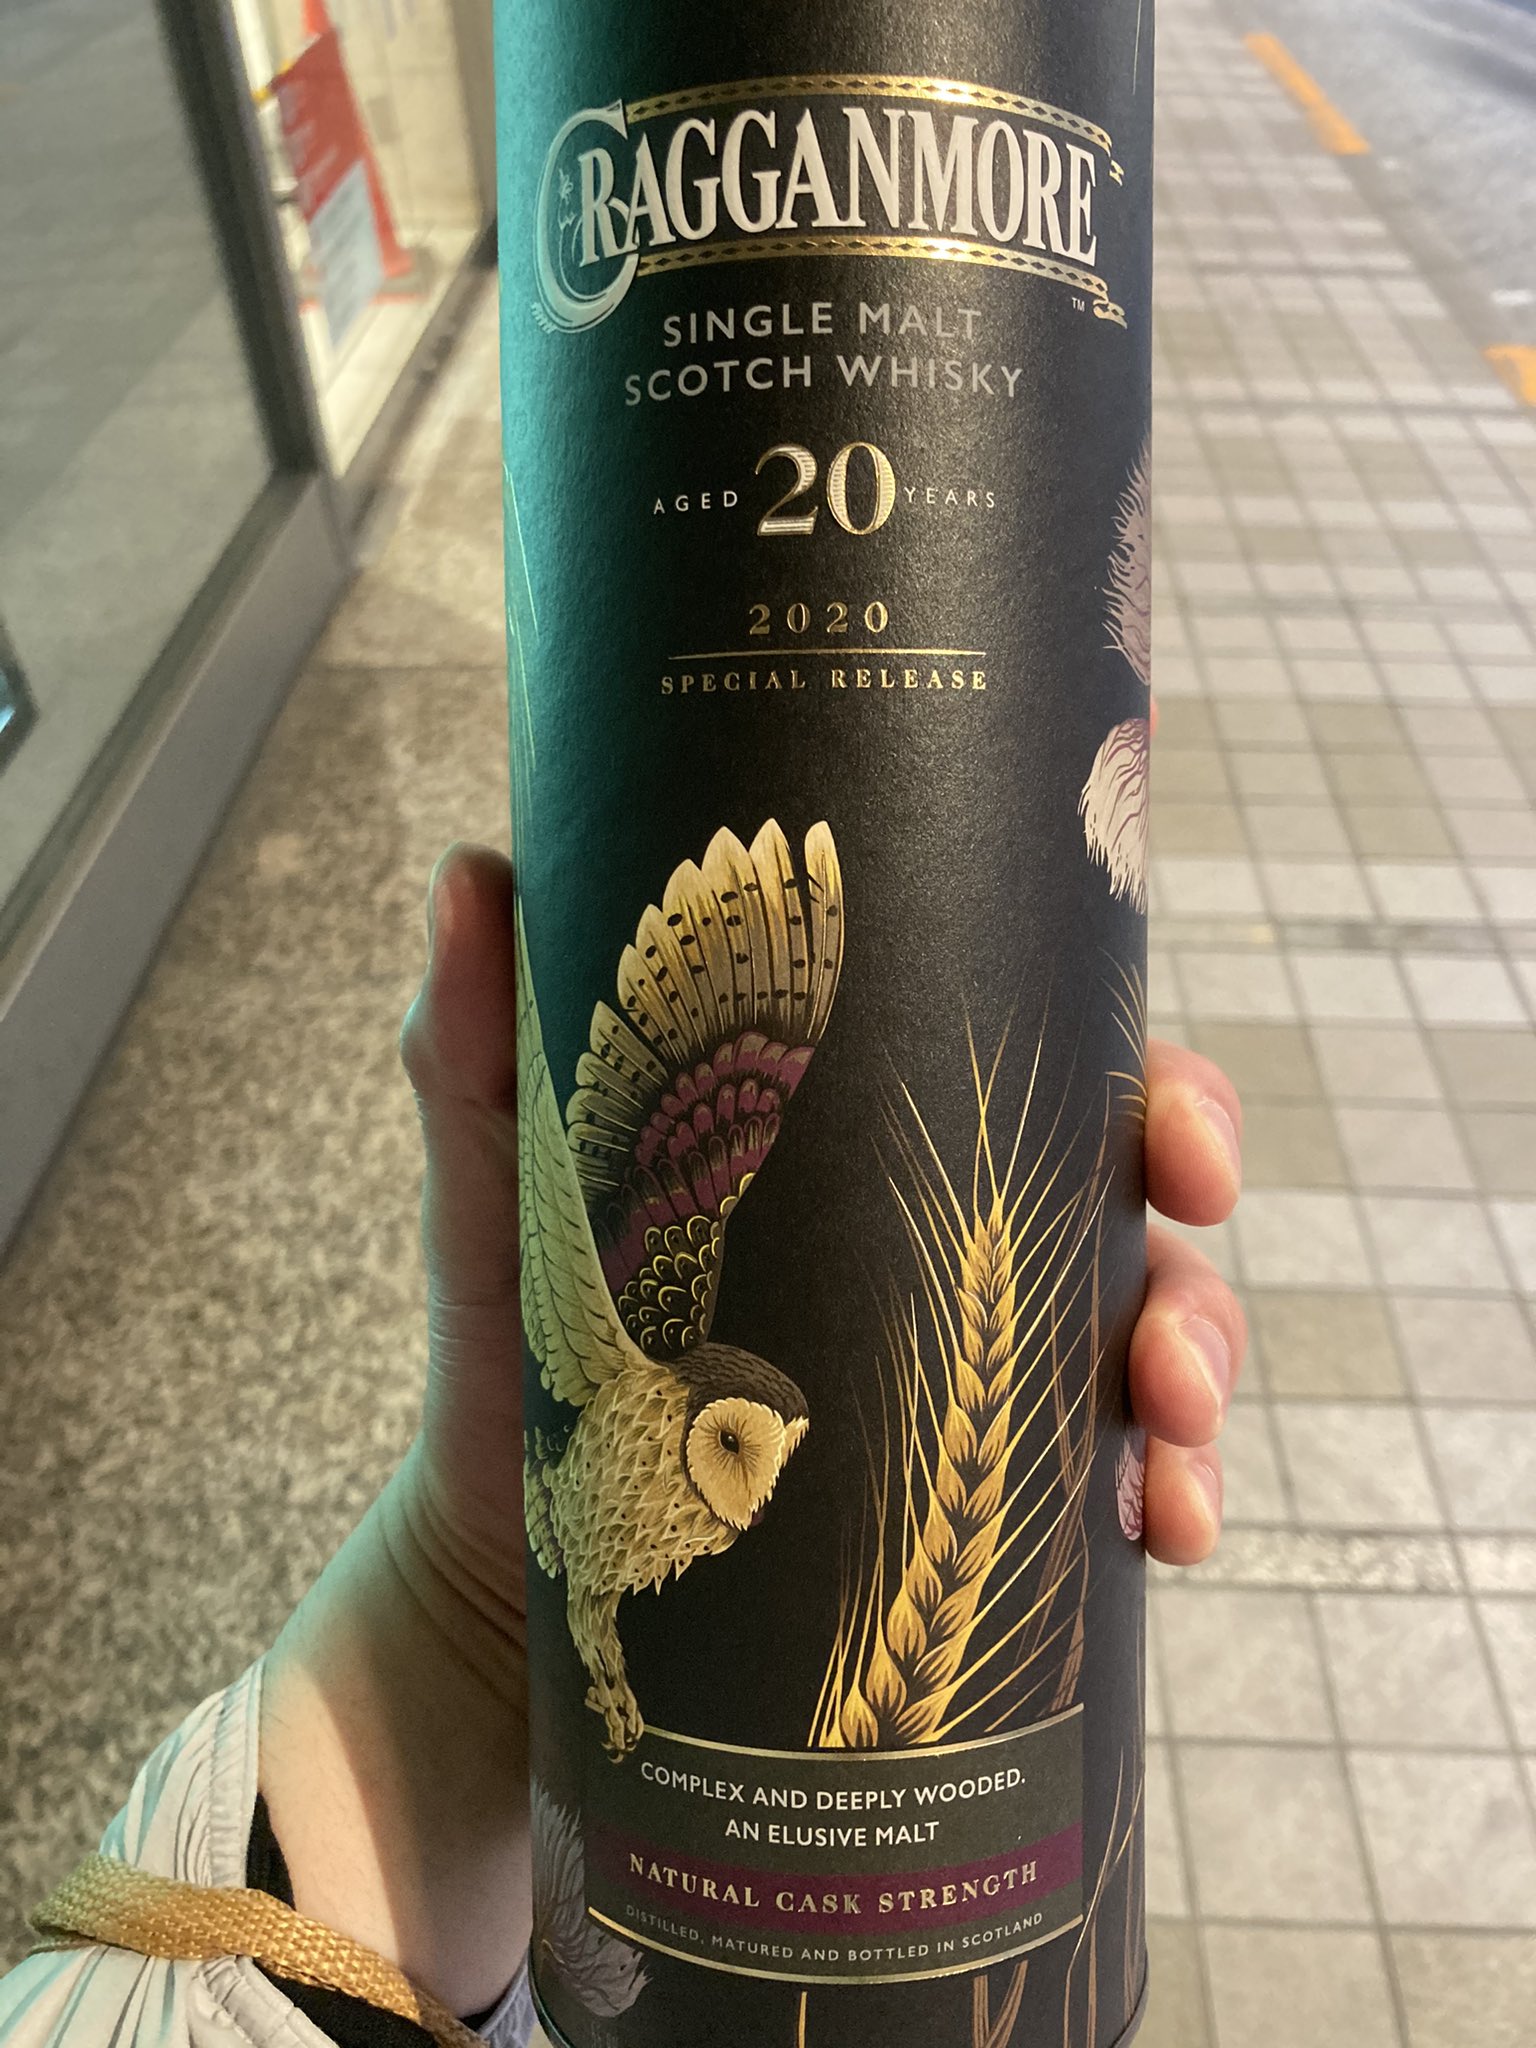 CRAGGANMORE
TM
SINGLE MALT
SCOTCH WHISKY
AGED 20 YEARS
2020
SPECIAL RELEASE
COMPLEX AND DEEPLY WOODED.
AN ELUSIVE MALT
NATURAL CASK STRENGTH
DISTILLED, MATURED AND BOTTLED IN SCOTLAND